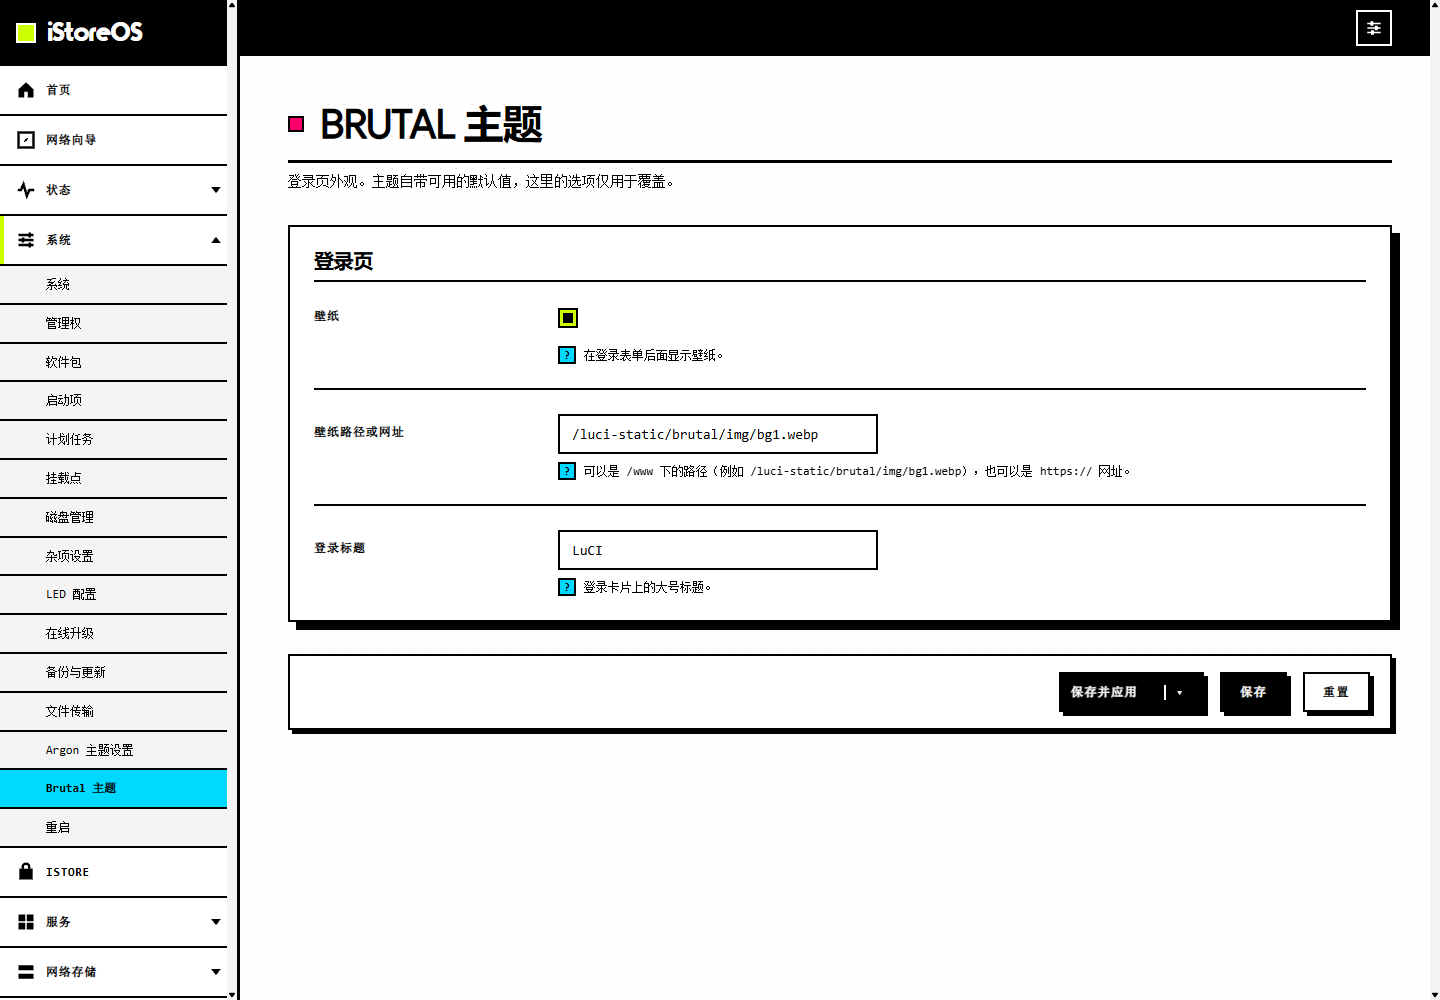 iStoreOS
首页
网络向导
状态
系统
系统
管理权
软件包
启动项
计划任务
挂载点
磁盘管理
杂项设置
LED 配置
在线升级
备份与更新
文件传输
Argon 主题设置
Brutal 主题
重启
ISTORE
服务
网络存储
BRUTAL 主题
登录页外观。主题自带可用的默认值，这里的选项仅用于覆盖。
登录页
壁纸
? 在登录表单后面显示壁纸。
壁纸路径或网址
/luci-static/brutal/img/bg1.webp
? 可以是 /www 下的路径（例如 /luci-static/brutal/img/bg1.webp），也可以是 https:// 网址。
登录标题
LuCI
? 登录卡片上的大号标题。
保存并应用 保存 重置